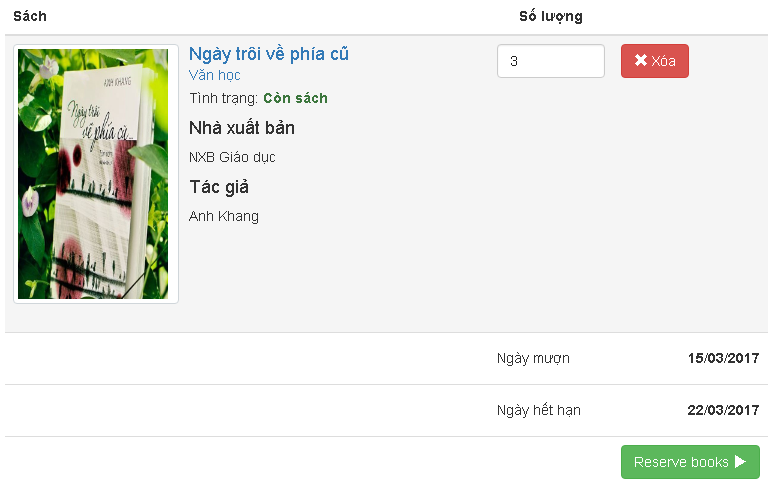 Sách Số lượng
ANH KHANG
Ngày trôi
về phía cũ...
Ngày trôi về phía cũ
Văn học
Tình trạng: Còn sách
Nhà xuất bản
NXB Giáo dục
Tác giả
Anh Khang
3
Xóa
Ngày mượn 15/03/2017
Ngày hết hạn 22/03/2017
Reserve books